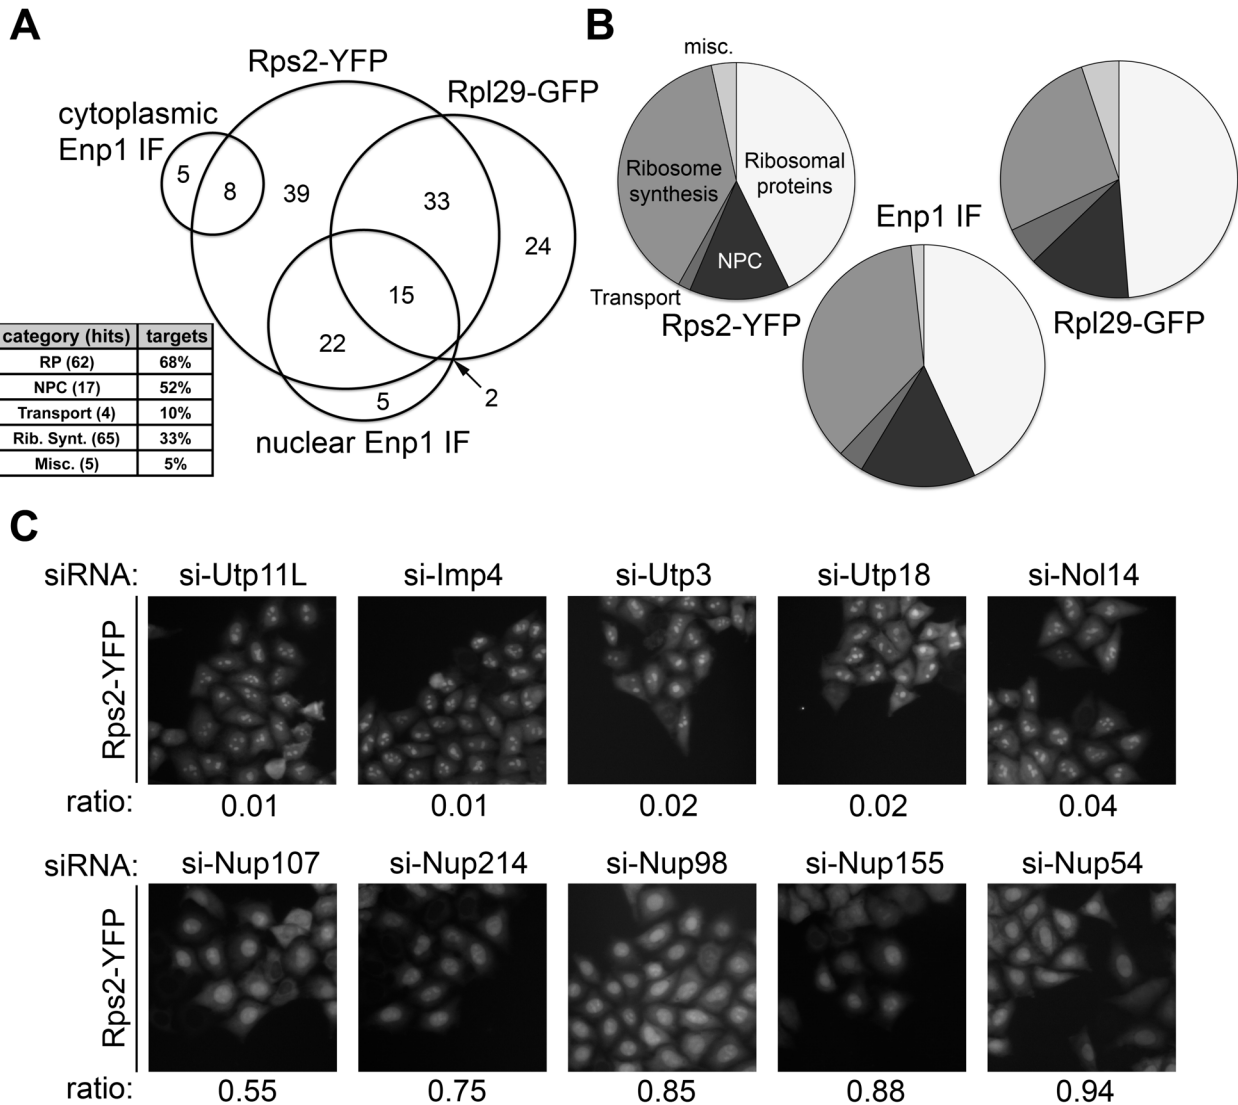 A
Rps2-YFP
Rpl29-GFP
cytoplasmic
Enp1 IF
5
8
39
33
24
15
22
5
2
nuclear Enp1 IF
category (hits) targets
RP (62) 68%
NPC (17) 52%
Transport (4) 10%
Rib. Synt. (65) 33%
Misc. (5) 5%
B
misc.
Ribosome
synthesis
Ribosomal
proteins
NPC
Transport
Rps2-YFP
Enp1 IF
Rpl29-GFP
C
siRNA: si-Utp11L si-Imp4 si-Utp3 si-Utp18 si-Nol14
Rps2-YFP
ratio: 0.01 0.01 0.02 0.02 0.04
siRNA: si-Nup107 si-Nup214 si-Nup98 si-Nup155 si-Nup54
Rps2-YFP
ratio: 0.55 0.75 0.85 0.88 0.94